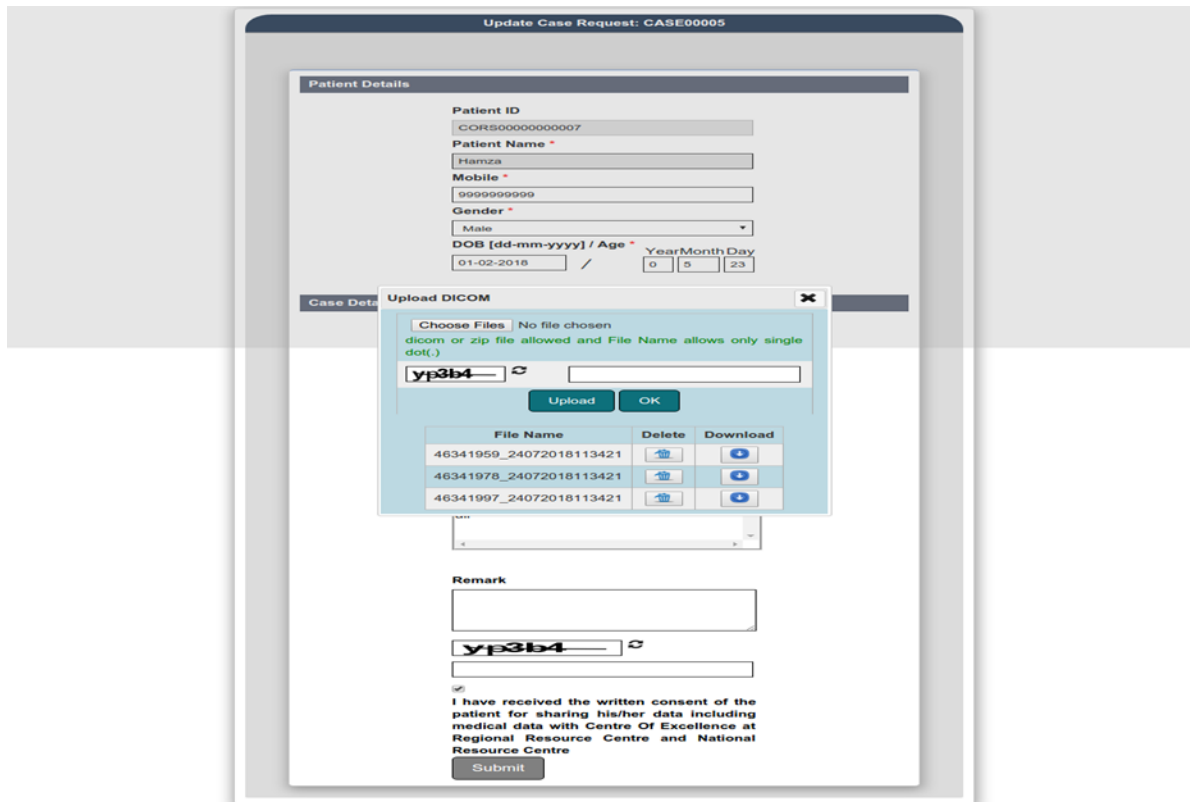 Update Case Request: CASE00005
Patient Details
Patient ID
CORS00000000007
Patient Name *
Hamza
Mobile *
9999999999
Gender *
Male
DOB [dd-mm-yyyy] / Age *
Year Month Day
01-02-2018 / 0 5 23
Case Deta
Upload DICOM
Choose Files No file chosen
dicom or zip file allowed and File Name allows only single
dot(.)
yp3b4
Upload OK
File Name Delete Download
46341959_24072018113421
46341978_24072018113421
46341997_24072018113421
Remark
yp3b4
I have received the written consent of the
patient for sharing his/her data including
medical data with Centre Of Excellence at
Regional Resource Centre and National
Resource Centre
Submit